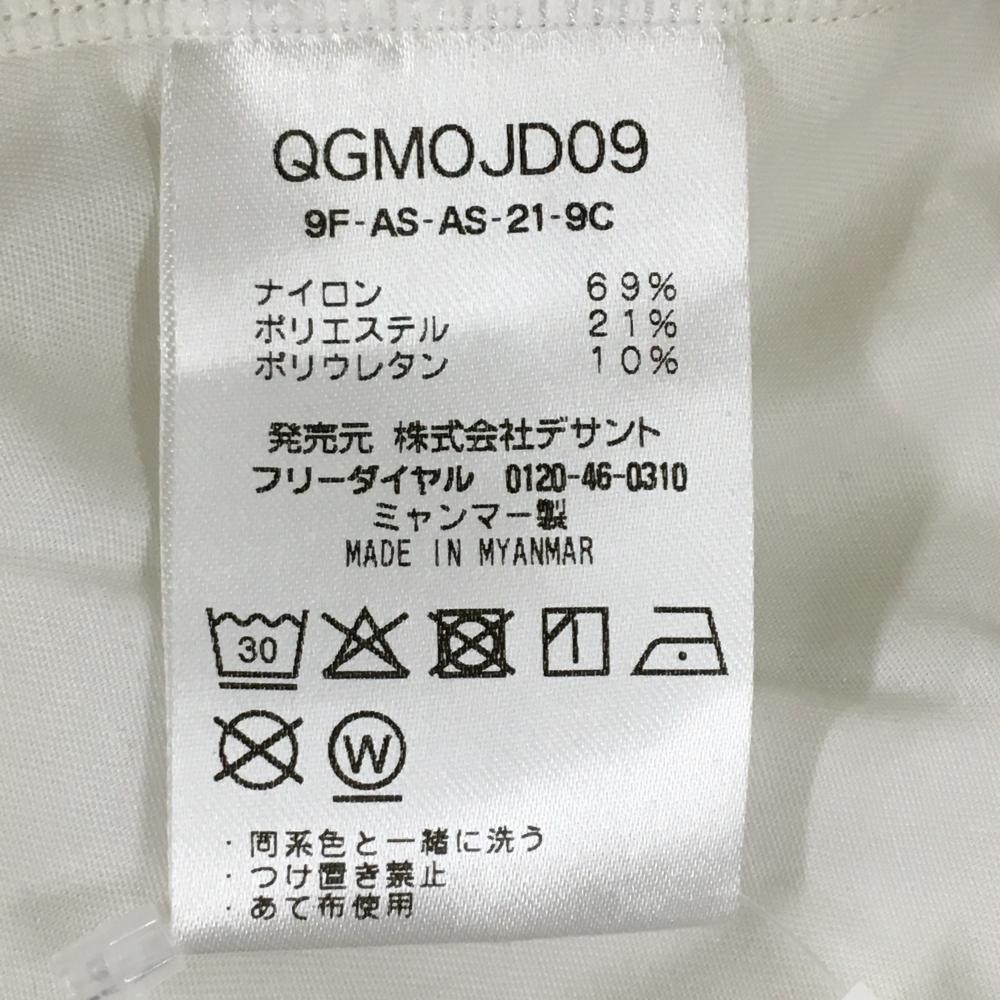 QGMOJD09
9F-AS-AS-21-9C
ナイロン 69%
ポリエステル 21%
ポリウレタン 10%
発売元 株式会社デサント
フリーダイヤル 0120-46-0310
ミャンマー製
MADE IN MYANMAR
30
W
・同系色と一緒に洗う
・つけ置き禁止
・あて布使用